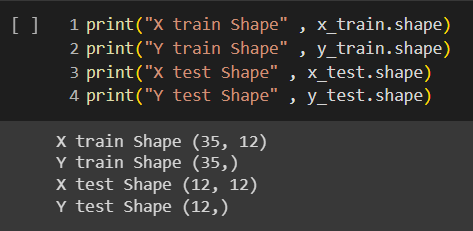 [ ] 1 print("X train Shape" , x_train.shape)
2 print("Y train Shape" , y_train.shape)
3 print("X test Shape" , x_test.shape)
4 print("Y test Shape" , y_test.shape)
X train Shape (35, 12)
Y train Shape (35,)
X test Shape (12, 12)
Y test Shape (12,)